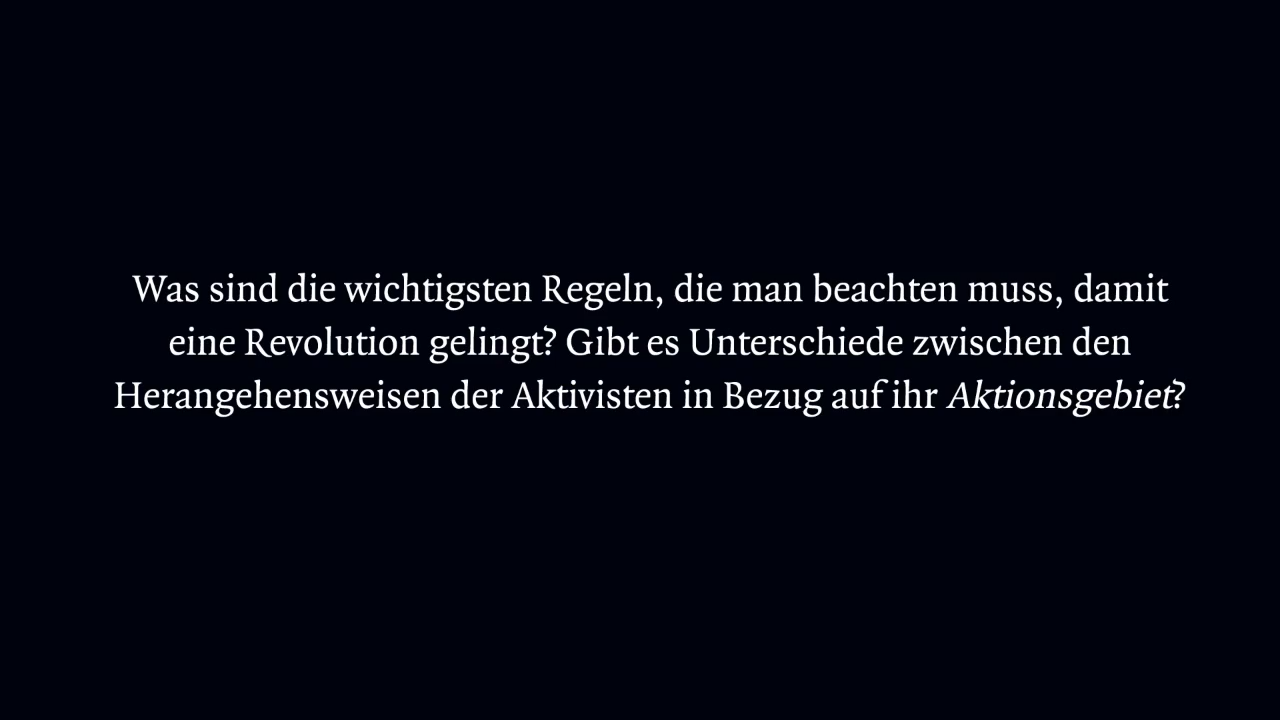 Was sind die wichtigsten Regeln, die man beachten muss, damit
eine Revolution gelingt? Gibt es Unterschiede zwischen den
Herangehensweisen der Aktivisten in Bezug auf ihr Aktionsgebiet?